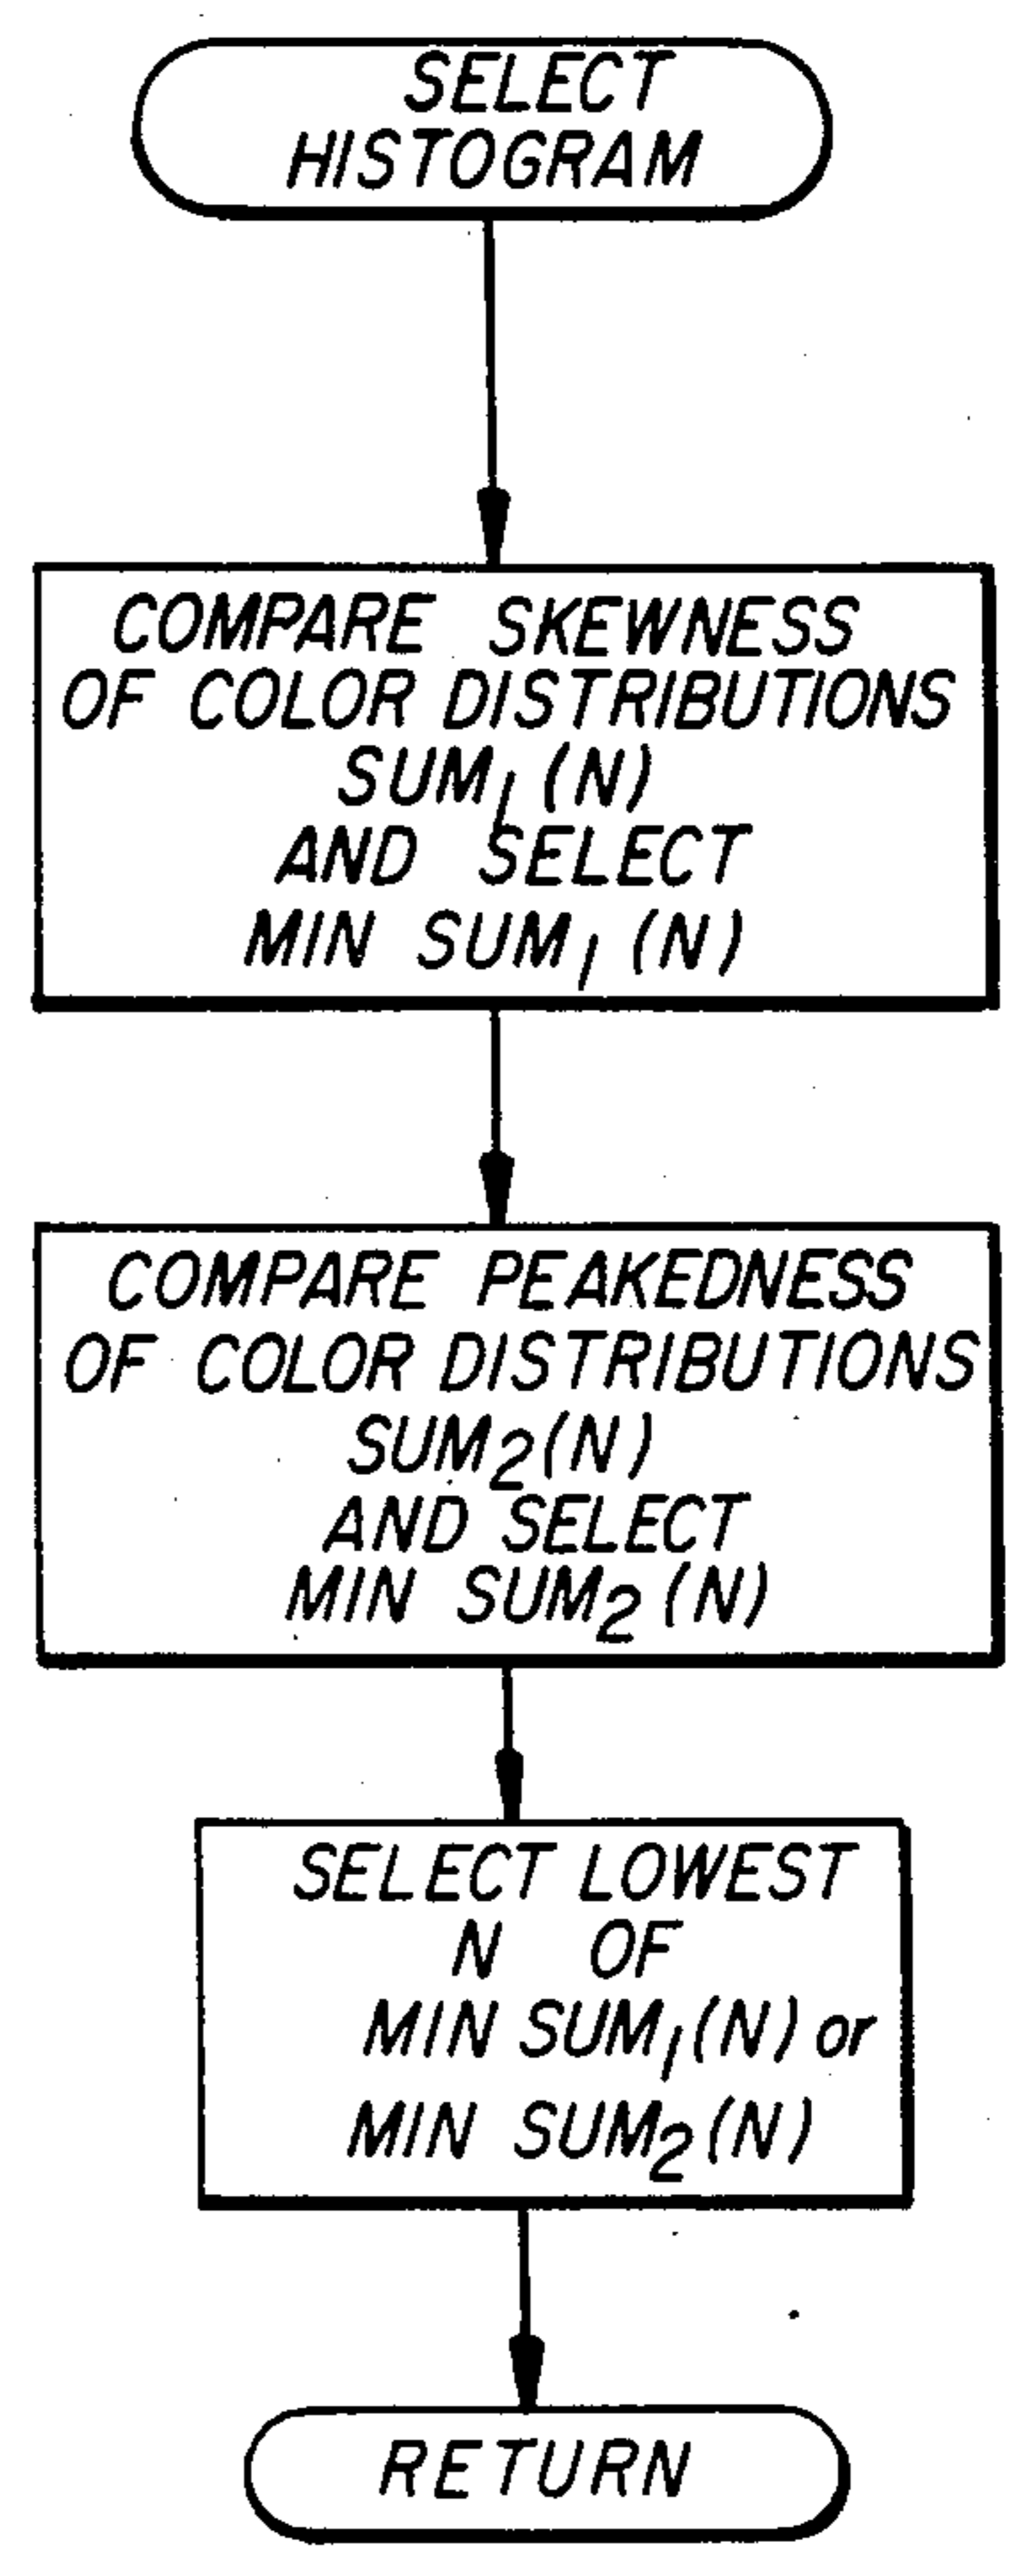 SELECT
HISTOGRAM
COMPARE SKEWNESS
OF COLOR DISTRIBUTIONS
SUM₁ (N)
AND SELECT
MIN SUM₁ (N)
COMPARE PEAKEDNESS
OF COLOR DISTRIBUTIONS
SUM₂(N)
AND SELECT
MIN SUM₂ (N)
SELECT LOWEST
N OF
MIN SUM₁(N) or
MIN SUM₂(N)
RETURN